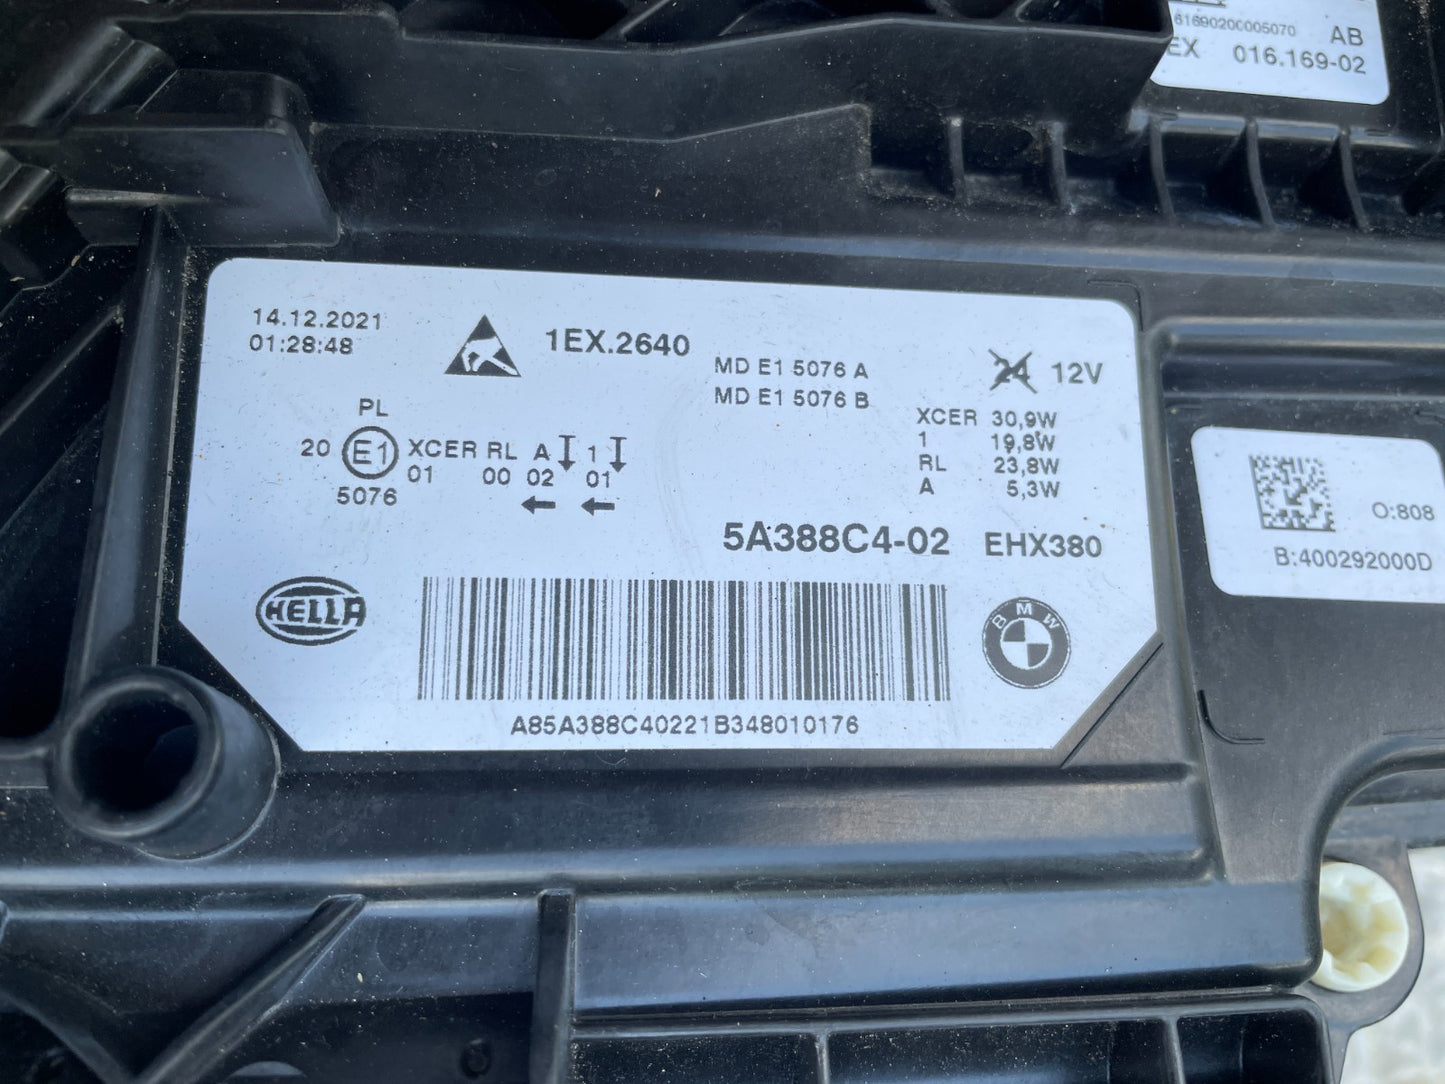 61690200005070 AB
EX 016.169-02
14.12.2021
01:28:48
1EX.2640
MD E1 5076 A
MD E1 5076 B
24 12V
XCER 30,9W
1 19,8W
RL 23,8W
A 5,3W
PL
20 E1 XCER RL A 1
01 00 02 01
5076
5A388C4-02 EHX380
HELLA
BMW
A85A388C40221B348010176
O:808
B:400292000D